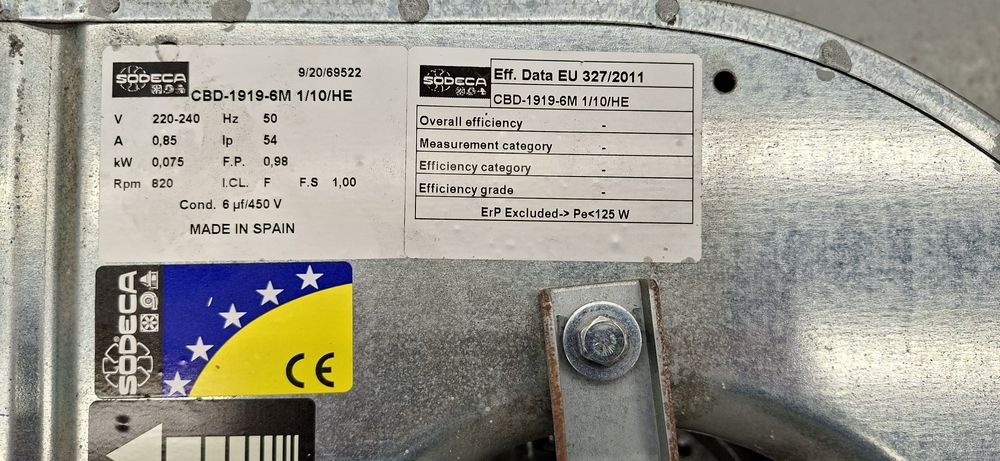 SODECA
9/20/69522
CBD-1919-6M 1/10/HE
V 220-240 Hz 50
A 0,85 Ip 54
kW 0,075 F.P. 0,98
Rpm 820 I.CL. F F.S 1,00
Cond. 6 µf/450 V
MADE IN SPAIN
SODECA
Eff. Data EU 327/2011
CBD-1919-6M 1/10/HE
Overall efficiency -
Measurement category -
Efficiency category -
Efficiency grade -
ErP Excluded-> Pe<125 W
SODECA
CE